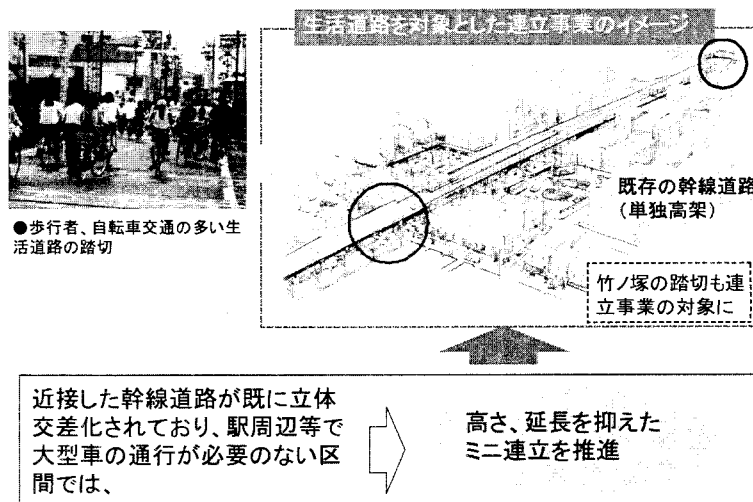 生活道路を対象とした連立事業のイメージ
●歩行者、自転車交通の多い生
活道路の踏切
既存の幹線道路
（単独高架）
竹ノ塚の踏切も連
立事業の対象に
近接した幹線道路が既に立体
交差化されており、駅周辺等で
大型車の通行が必要のない区
間では、
高さ、延長を抑えた
ミニ連立を推進